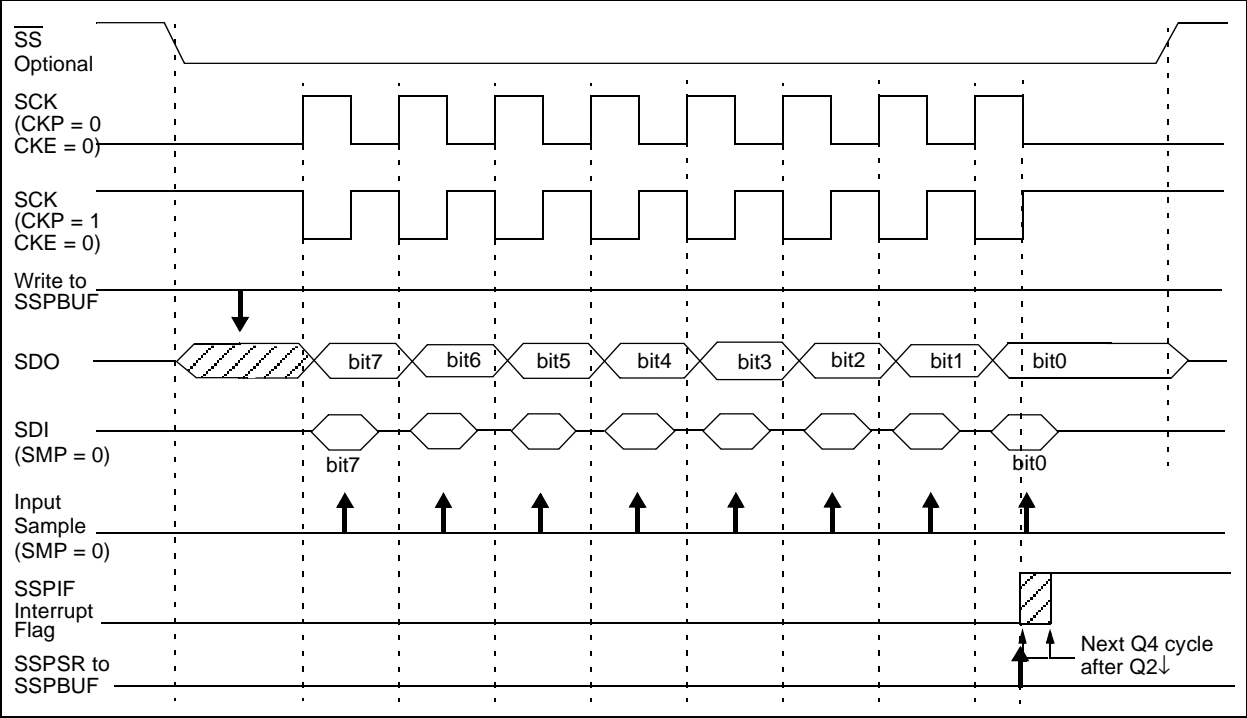 SS
Optional
SCK
(CKP = 0
CKE = 0)
SCK
(CKP = 1
CKE = 0)
Write to
SSPBUF
SDO
bit7 bit6 bit5 bit4 bit3 bit2 bit1 bit0
SDI
(SMP = 0)
bit7 bit0
Input
Sample
(SMP = 0)
SSPIF
Interrupt
Flag
Next Q4 cycle
after Q2↓
SSPSR to
SSPBUF